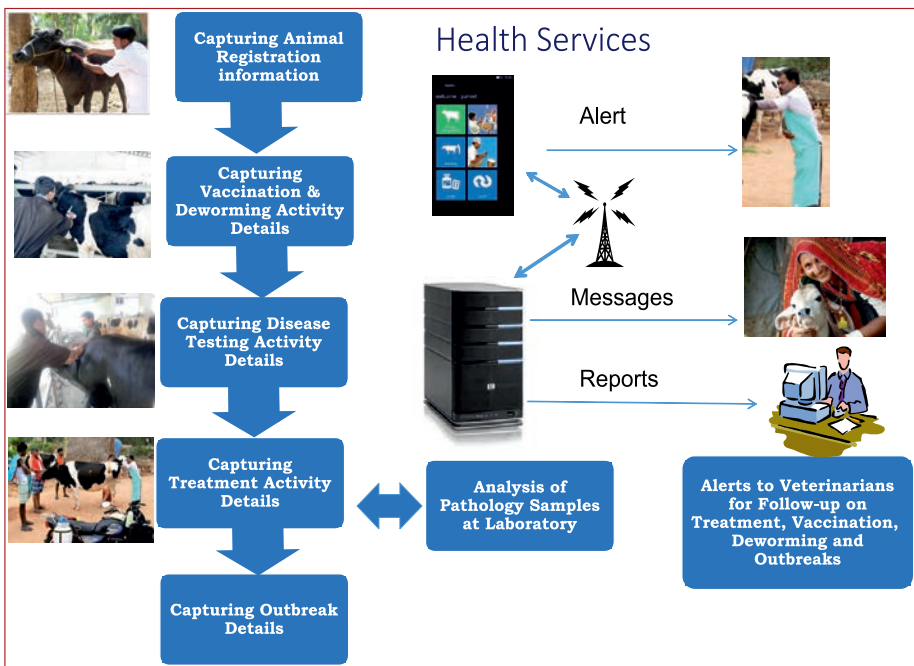 Health Services
Capturing Animal
Registration
information
Capturing
Vaccination &
Deworming Activity
Details
Capturing Disease
Testing Activity
Details
Capturing
Treatment Activity
Details
Capturing Outbreak
Details
Analysis of
Pathology Samples
at Laboratory
Alert
Messages
Reports
Alerts to Veterinarians
for Follow-up on
Treatment, Vaccination,
Deworming and
Outbreaks